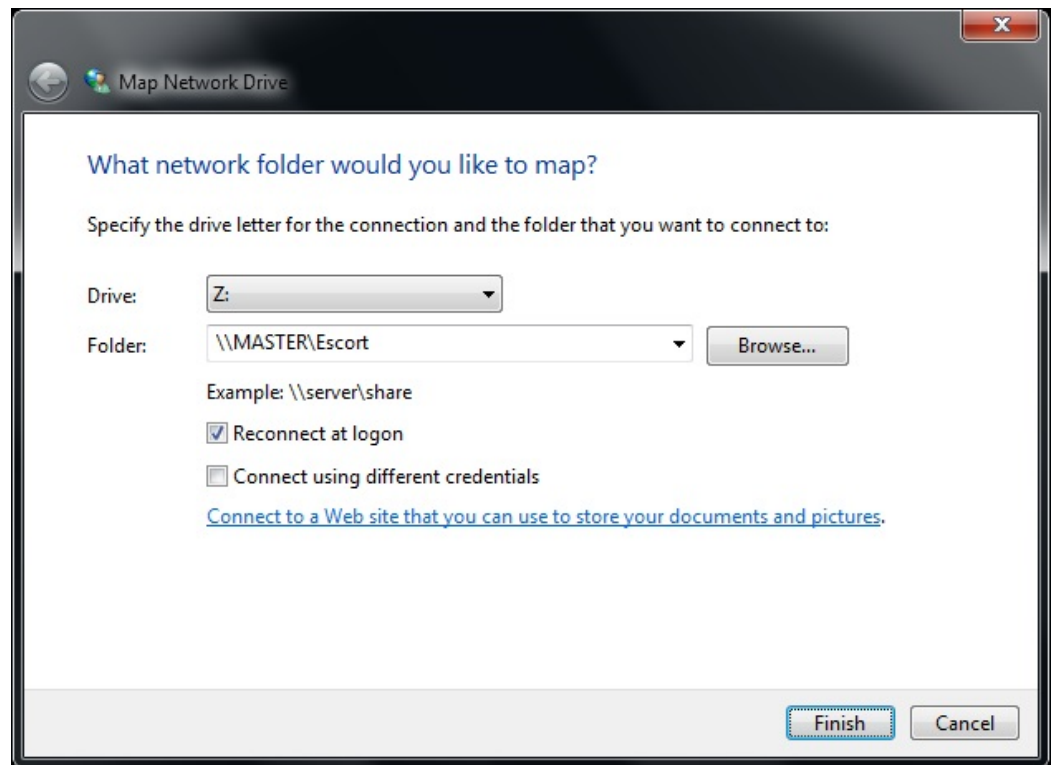 Map Network Drive
What network folder would you like to map?
Specify the drive letter for the connection and the folder that you want to connect to:
Drive: Z:
Folder: \\MASTER\Escort Browse...
Example: \\server\share
Reconnect at logon
Connect using different credentials
Connect to a Web site that you can use to store your documents and pictures.
Finish Cancel